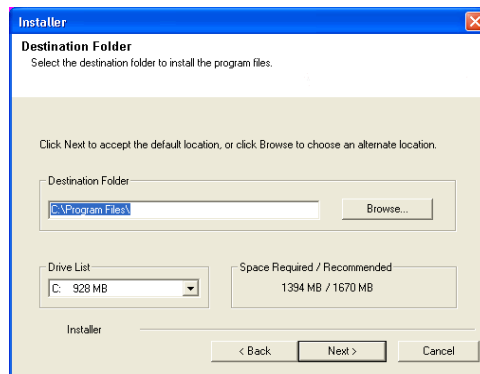 Installer
Destination Folder
Select the destination folder to install the program files.
Click Next to accept the default location, or click Browse to choose an alternate location.
Destination Folder
C:\Program Files\
Browse...
Drive List
C: 928 MB
Space Required / Recommended
1394 MB / 1670 MB
Installer
< Back
Next >
Cancel